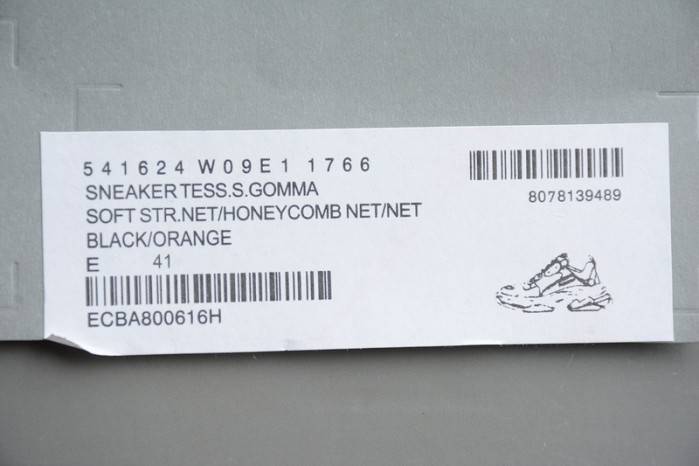 541624 W09E1 1766
SNEAKER TESS.S.GOMMA
SOFT STR.NET/HONEYCOMB NET/NET
BLACK/ORANGE
E 41
ECBA800616H
8078139489